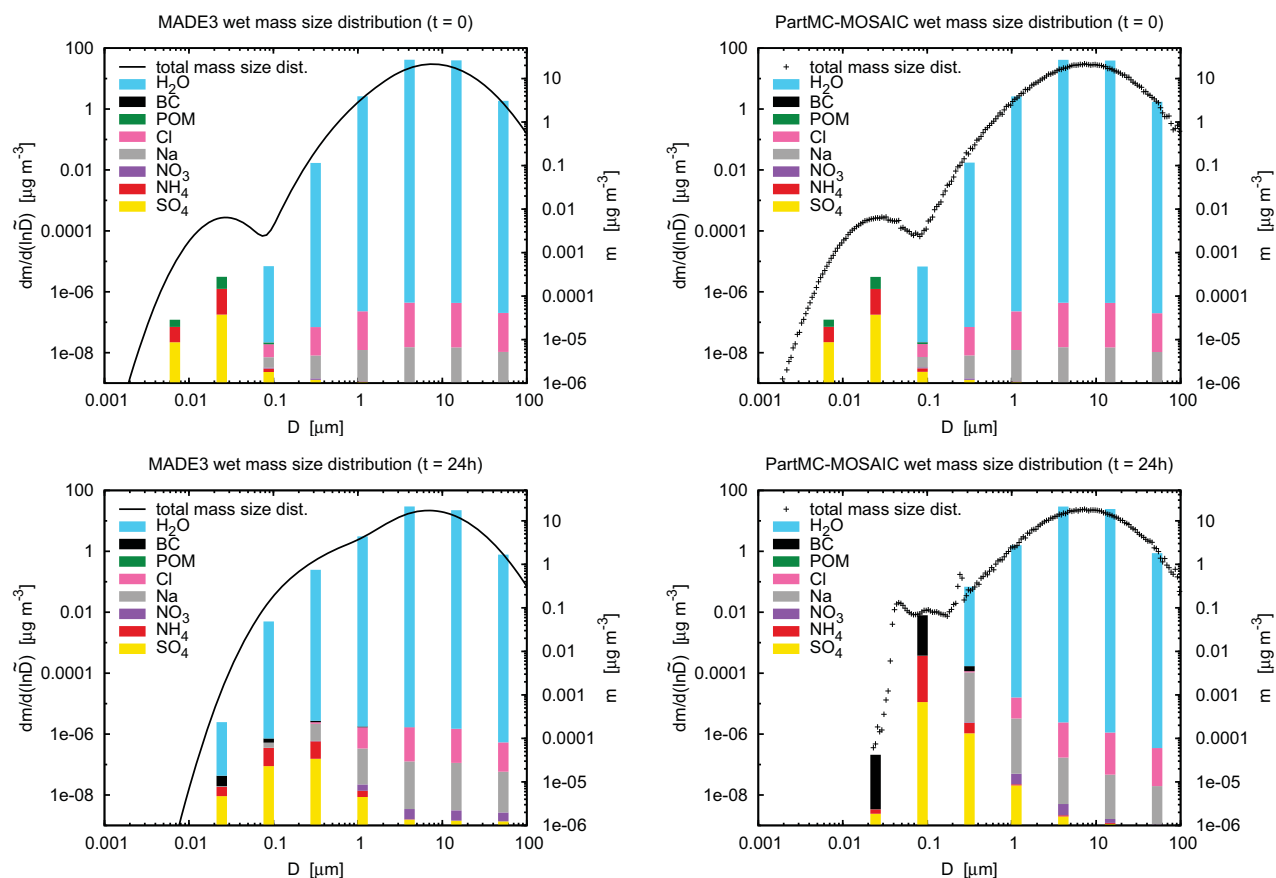 MADE3 wet mass size distribution (t = 0)
100
1
0.01
0.0001
1e-06
1e-08
dm/d(lnD̃) [μg m⁻³]
total mass size dist.
H₂O
BC
POM
Cl
Na
NO₃
NH₄
SO₄
10
1
0.1
0.01
0.001
0.0001
1e-05
1e-06
m [μg m⁻³]
0.001 0.01 0.1 1 10 100
D [μm]
PartMC-MOSAIC wet mass size distribution (t = 0)
100
1
0.01
0.0001
1e-06
1e-08
dm/d(lnD̃) [μg m⁻³]
total mass size dist.
H₂O
BC
POM
Cl
Na
NO₃
NH₄
SO₄
10
1
0.1
0.01
0.001
0.0001
1e-05
1e-06
m [μg m⁻³]
0.001 0.01 0.1 1 10 100
D [μm]
MADE3 wet mass size distribution (t = 24h)
100
1
0.01
0.0001
1e-06
1e-08
dm/d(lnD̃) [μg m⁻³]
total mass size dist.
H₂O
BC
POM
Cl
Na
NO₃
NH₄
SO₄
10
1
0.1
0.01
0.001
0.0001
1e-05
1e-06
m [μg m⁻³]
0.001 0.01 0.1 1 10 100
D [μm]
PartMC-MOSAIC wet mass size distribution (t = 24h)
100
1
0.01
0.0001
1e-06
1e-08
dm/d(lnD̃) [μg m⁻³]
total mass size dist.
H₂O
BC
POM
Cl
Na
NO₃
NH₄
SO₄
10
1
0.1
0.01
0.001
0.0001
1e-05
1e-06
m [μg m⁻³]
0.001 0.01 0.1 1 10 100
D [μm]